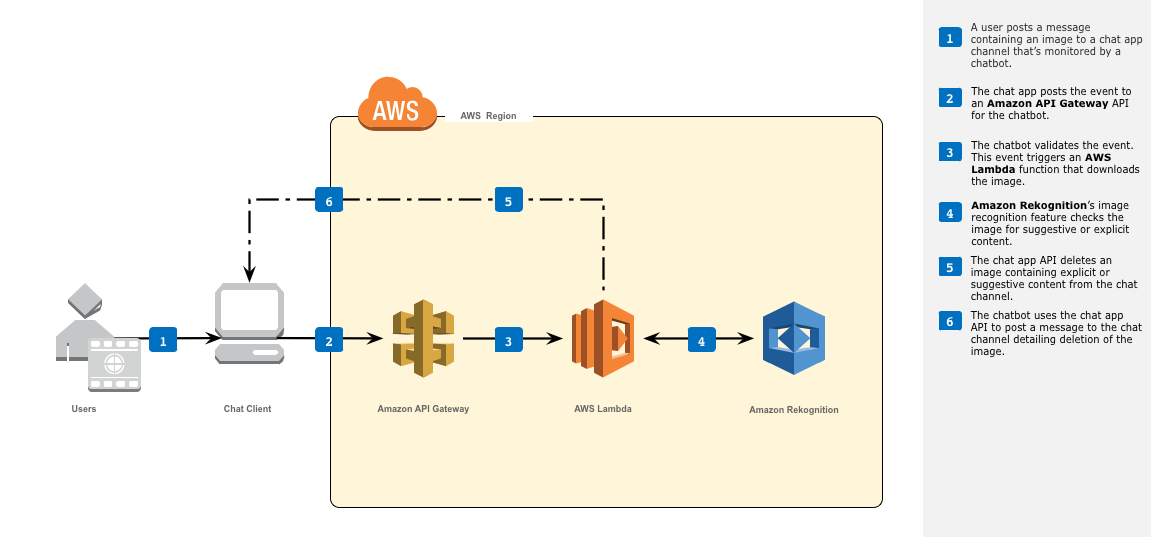 AWS
AWS Region
6
5
1
2
3
4
Users
Chat Client
Amazon API Gateway
AWS Lambda
Amazon Rekognition
1
A user posts a message
containing an image to a chat app
channel that's monitored by a
chatbot.
2
The chat app posts the event to
an Amazon API Gateway API
for the chatbot.
3
The chatbot validates the event.
This event triggers an AWS
Lambda function that downloads
the image.
4
Amazon Rekognition's image
recognition feature checks the
image for suggestive or explicit
content.
5
The chat app API deletes an
image containing explicit or
suggestive content from the chat
channel.
6
The chatbot uses the chat app
API to post a message to the chat
channel detailing deletion of the
image.